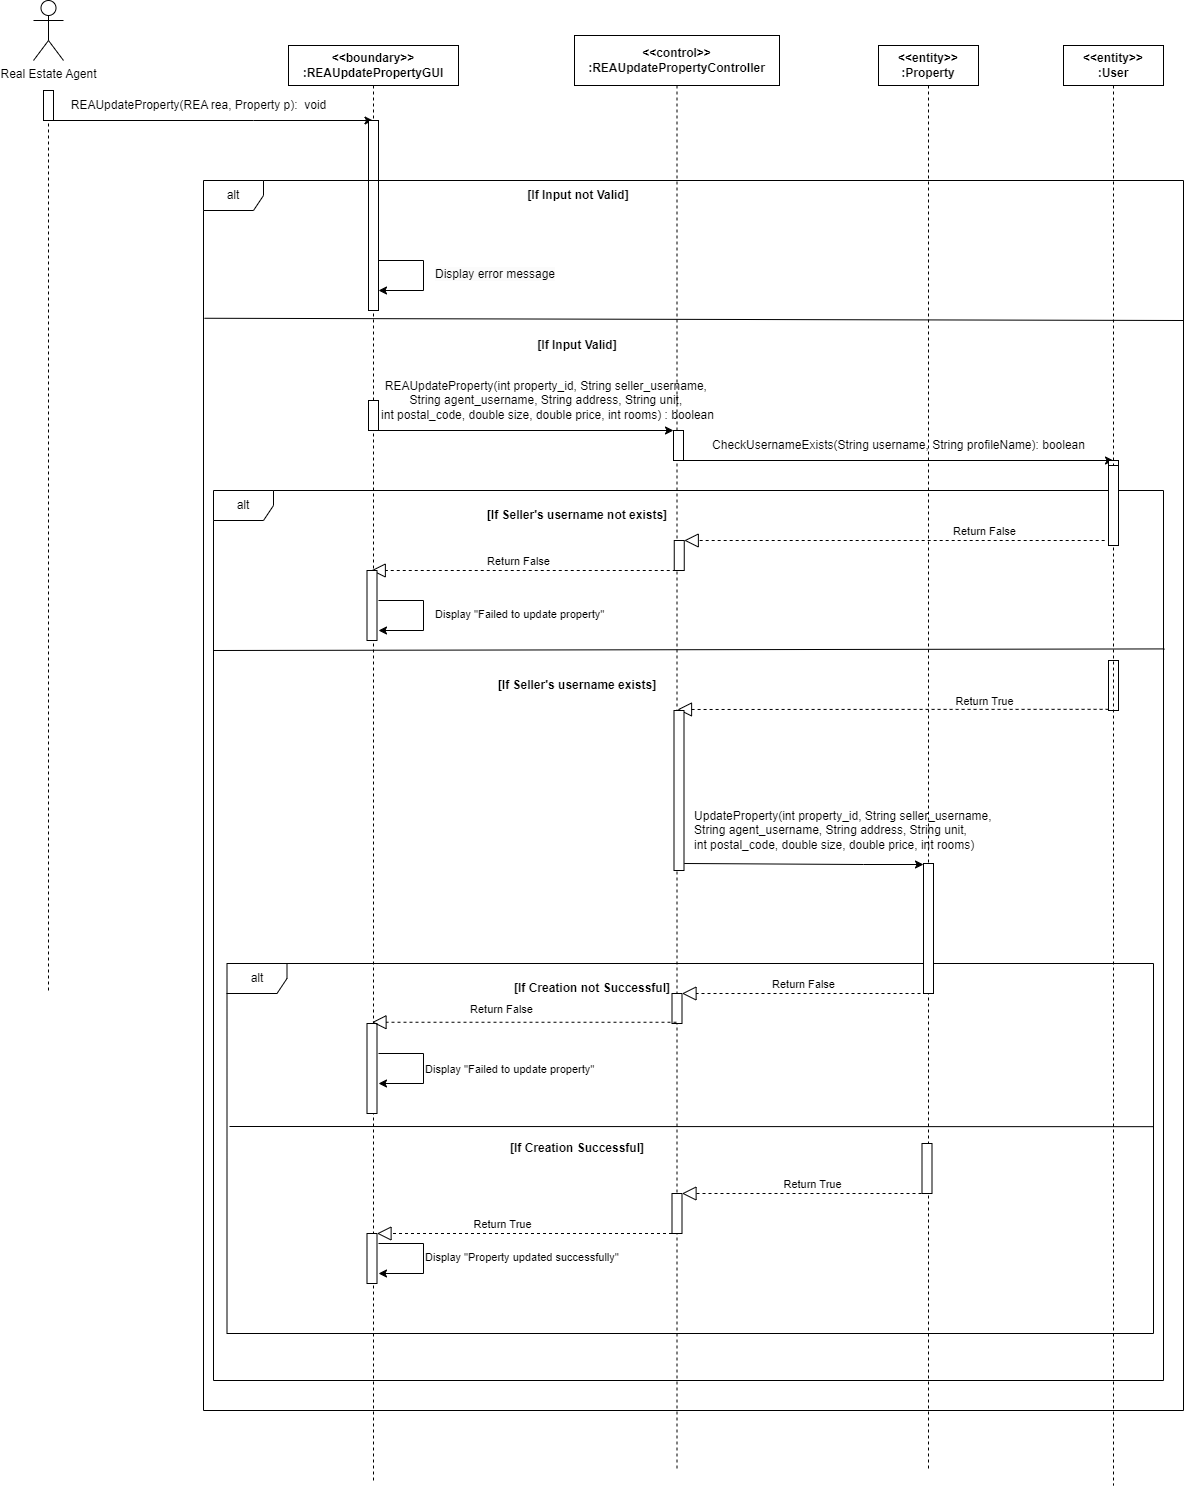 Real Estate Agent
<<boundary>>
:REAUpdatePropertyGUI
<<control>>
:REAUpdatePropertyController
<<entity>>
:Property
<<entity>>
:User
REAUpdateProperty(REA rea, Property p):  void
alt
[If Input not Valid]
Display error message
[If Input Valid]
REAUpdateProperty(int property_id, String seller_username,
String agent_username, String address, String unit,
int postal_code, double size, double price, int rooms) : boolean
CheckUsernameExists(String username, String profileName): boolean
alt
[If Seller's username not exists]
Return False
Return False
Display "Failed to update property"
[If Seller's username exists]
Return True
UpdateProperty(int property_id, String seller_username,
String agent_username, String address, String unit,
int postal_code, double size, double price, int rooms)
alt
[If Creation not Successful]
Return False
Return False
Display "Failed to update property"
[If Creation Successful]
Return True
Return True
Display "Property updated successfully"